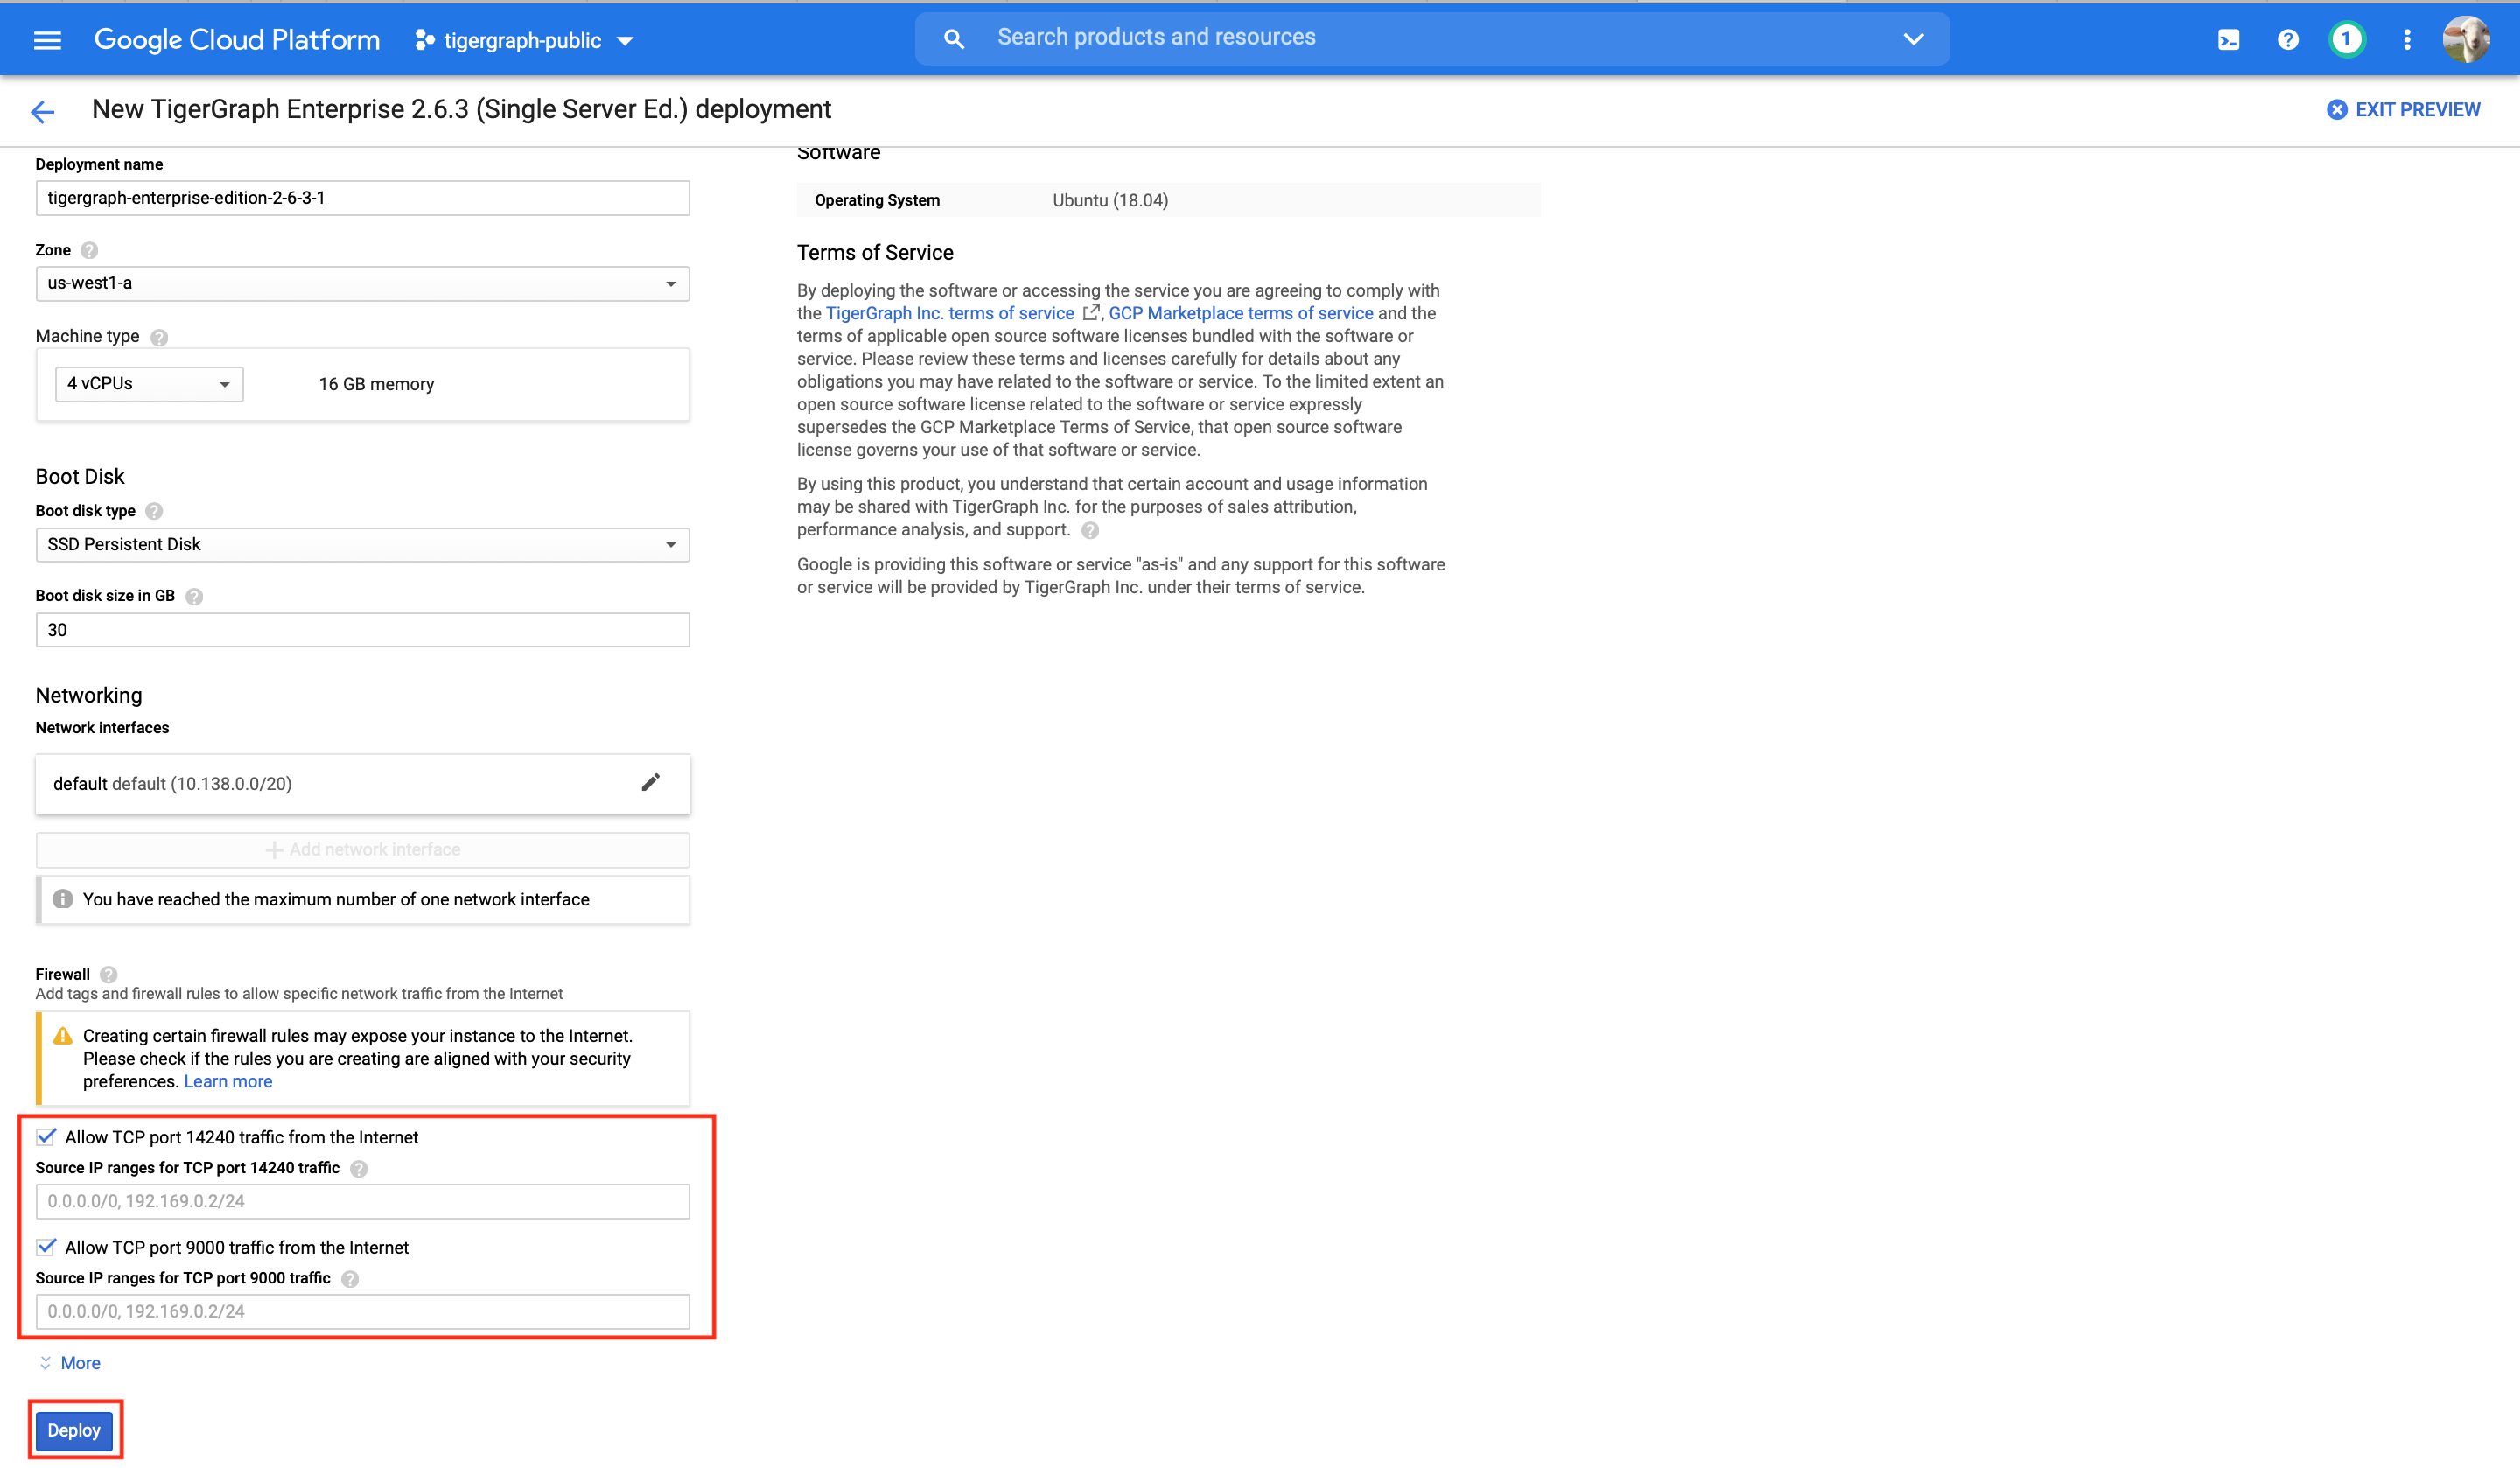 Google Cloud Platform
tigergraph-public
Search products and resources
1
New TigerGraph Enterprise 2.6.3 (Single Server Ed.) deployment
EXIT PREVIEW
Deployment name
tigergraph-enterprise-edition-2-6-3-1
Zone
us-west1-a
Machine type
4 vCPUs
16 GB memory
Boot Disk
Boot disk type
SSD Persistent Disk
Boot disk size in GB
30
Networking
Network interfaces
default default (10.138.0.0/20)
Add network interface
You have reached the maximum number of one network interface
Firewall
Add tags and firewall rules to allow specific network traffic from the Internet
Creating certain firewall rules may expose your instance to the Internet.
Please check if the rules you are creating are aligned with your security
preferences. Learn more
Allow TCP port 14240 traffic from the Internet
Source IP ranges for TCP port 14240 traffic
0.0.0.0/0, 192.169.0.2/24
Allow TCP port 9000 traffic from the Internet
Source IP ranges for TCP port 9000 traffic
0.0.0.0/0, 192.169.0.2/24
More
Deploy
Software
Operating System
Ubuntu (18.04)
Terms of Service
By deploying the software or accessing the service you are agreeing to comply with
the TigerGraph Inc. terms of service, GCP Marketplace terms of service and the
terms of applicable open source software licenses bundled with the software or
service. Please review these terms and licenses carefully for details about any
obligations you may have related to the software or service. To the limited extent an
open source software license related to the software or service expressly
supersedes the GCP Marketplace Terms of Service, that open source software
license governs your use of that software or service.
By using this product, you understand that certain account and usage information
may be shared with TigerGraph Inc. for the purposes of sales attribution,
performance analysis, and support.
Google is providing this software or service "as-is" and any support for this software
or service will be provided by TigerGraph Inc. under their terms of service.